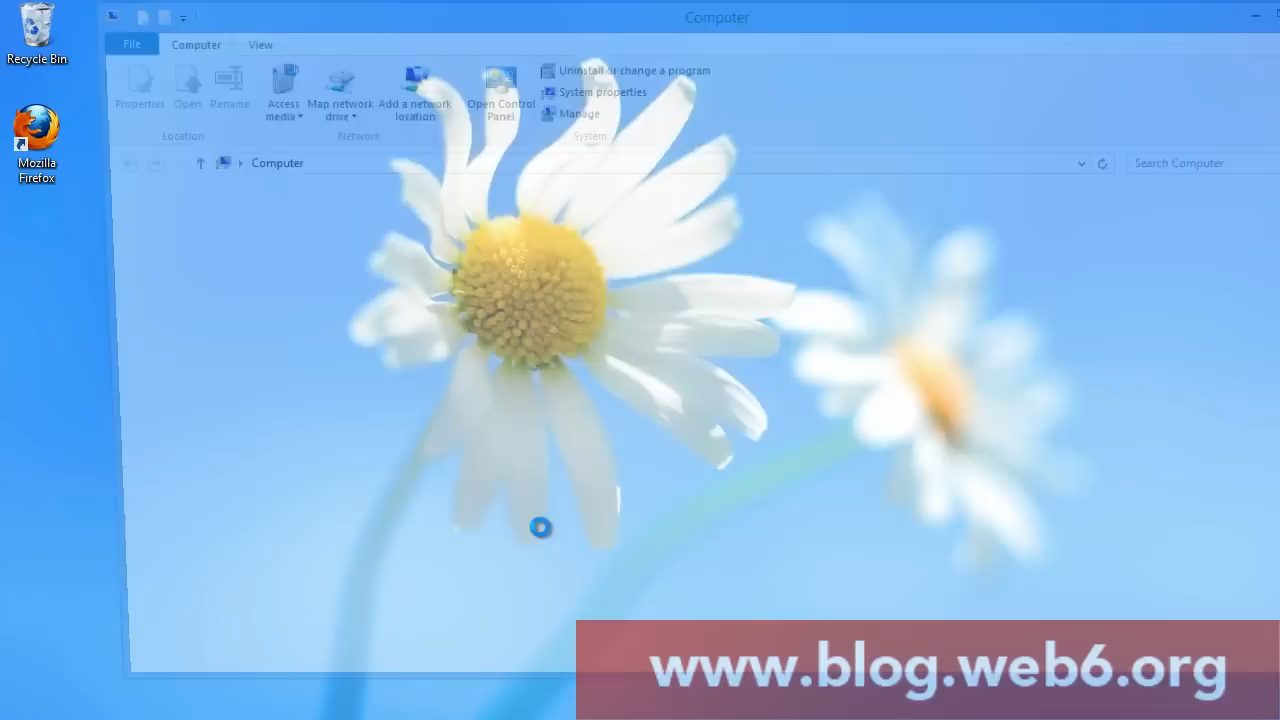 Recycle Bin
Mozilla
Firefox
Computer
File Computer View
Properties Open Rename
Location
Access
media
Map network
drive
Add a network
location
Network
Open Control
Panel
Uninstall or change a program
System properties
Manage
System
Computer
Search Computer
www.blog.web6.org